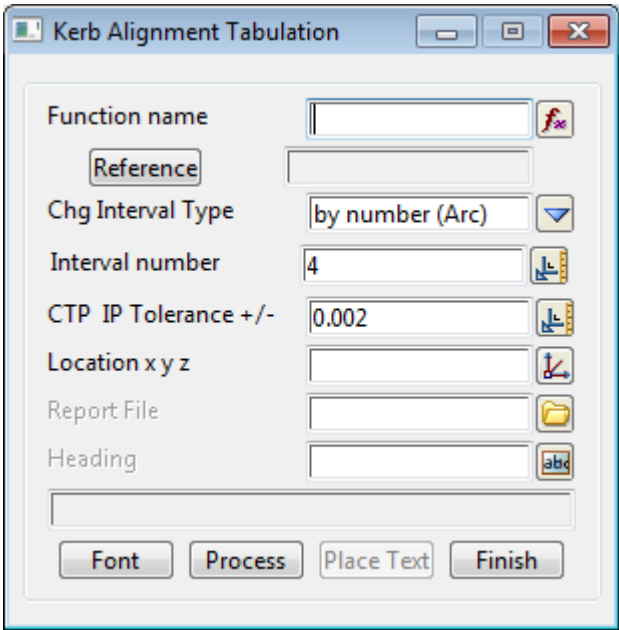 Kerb Alignment Tabulation
Function name
Reference
Chg Interval Type by number (Arc)
Interval number 4
CTP IP Tolerance +/- 0.002
Location x y z
Report File
Heading abc
Font Process Place Text Finish